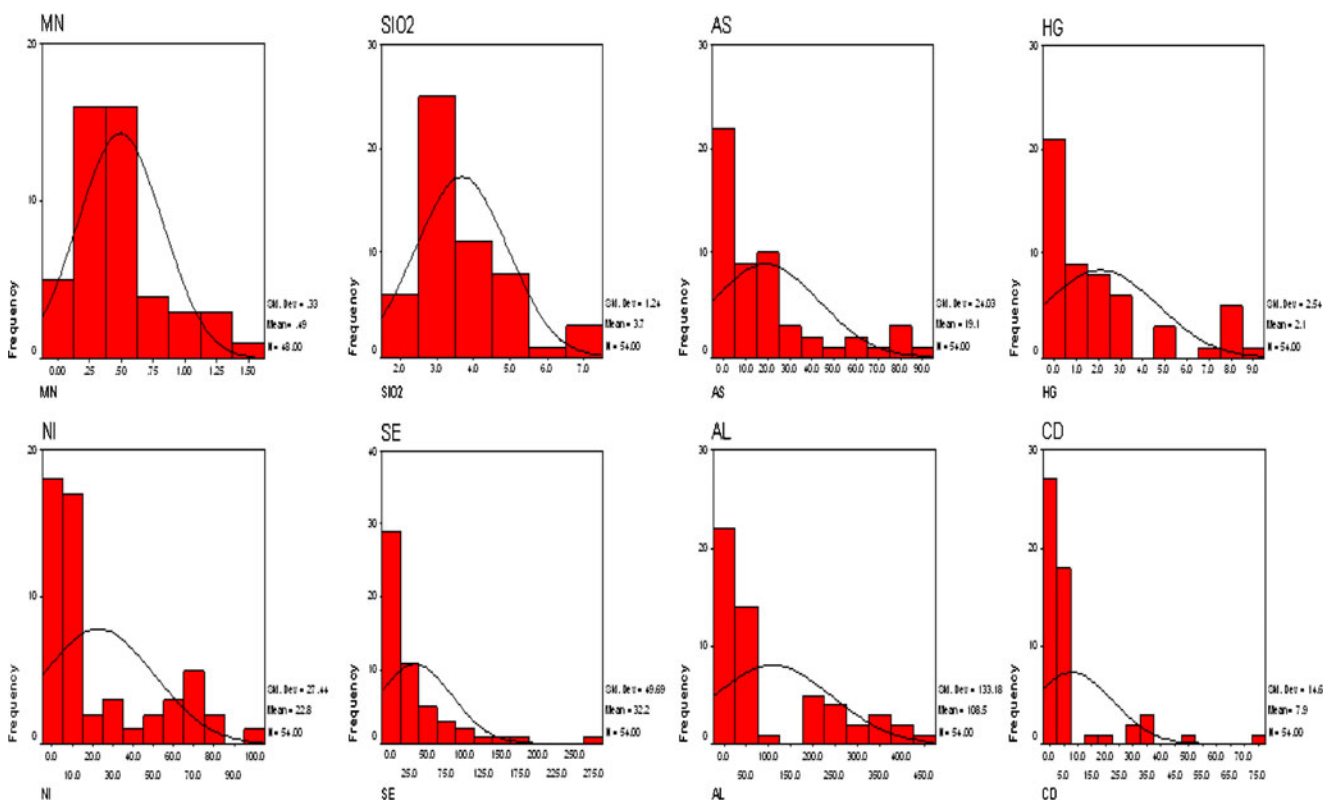 MN
20
10
0
Frequency
0.00 .25 .50 .75 1.00 1.25 1.50
MN
Std. Dev = .33
Mean = .49
N = 48.00
SIO2
30
20
10
0
Frequency
2.0 3.0 4.0 5.0 6.0 7.0
SIO2
Std. Dev = 1.24
Mean = 3.7
N = 54.00
AS
30
20
10
0
Frequency
0.0 10.0 20.0 30.0 40.0 50.0 60.0 70.0 80.0 90.0
AS
Std. Dev = 24.03
Mean = 19.1
N = 54.00
HG
30
20
10
0
Frequency
0.0 1.0 2.0 3.0 4.0 5.0 6.0 7.0 8.0 9.0
HG
Std. Dev = 2.54
Mean = 2.1
N = 54.00
NI
20
10
0
Frequency
0.0 20.0 40.0 60.0 80.0 100.0
10.0 30.0 50.0 70.0 90.0
NI
Std. Dev = 27.44
Mean = 22.8
N = 54.00
SE
40
30
20
10
0
Frequency
0.0 50.0 100.0 150.0 200.0 250.0
25.0 75.0 125.0 175.0 225.0 275.0
SE
Std. Dev = 49.69
Mean = 32.2
N = 54.00
AL
30
20
10
0
Frequency
0.0 100.0 200.0 300.0 400.0
50.0 150.0 250.0 350.0 450.0
AL
Std. Dev = 133.18
Mean = 108.5
N = 54.00
CD
30
20
10
0
Frequency
0.0 10.0 20.0 30.0 40.0 50.0 60.0 70.0
5.0 15.0 25.0 35.0 45.0 55.0 65.0 75.0
CD
Std. Dev = 14.6
Mean = 7.9
N = 54.00